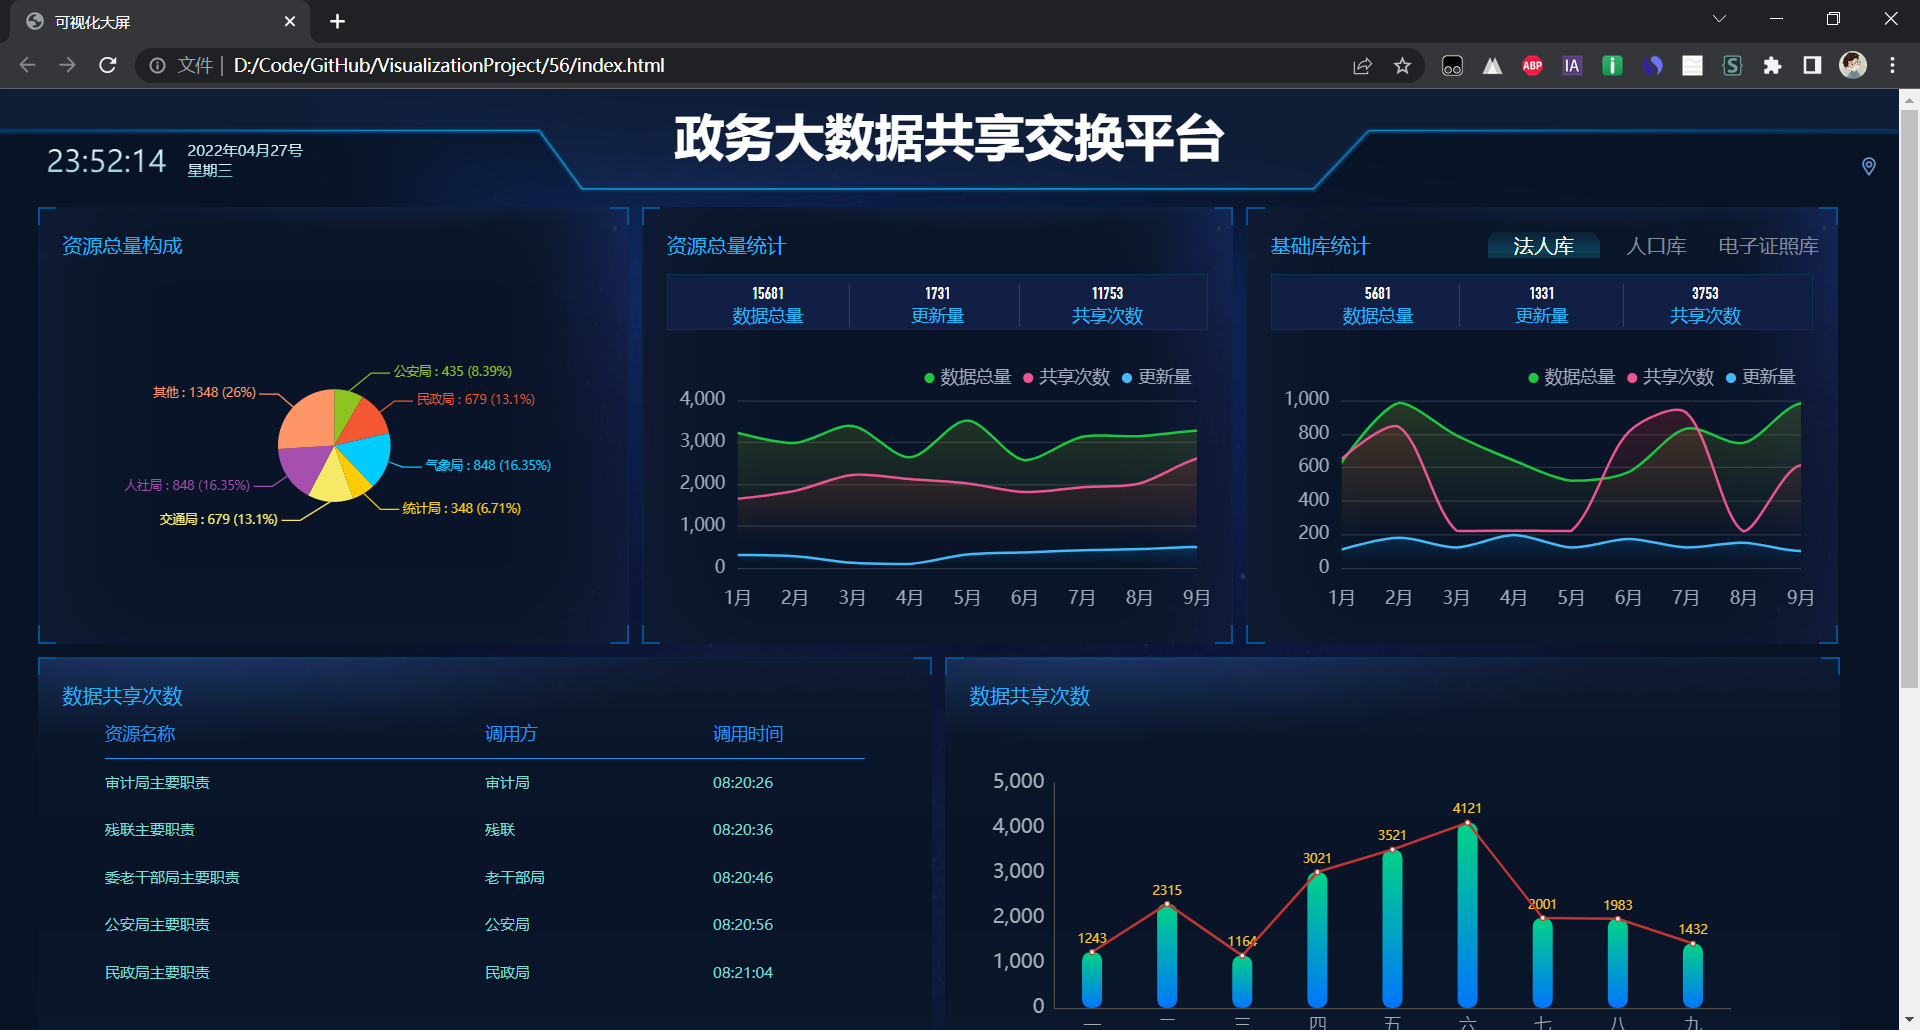 可视化大屏
文件 | D:/Code/GitHub/VisualizationProject/56/index.html
ABP
IA
政务大数据共享交换平台
23:52:14
2022年04月27号
星期三
资源总量构成
公安局 : 435 (8.39%)
其他 : 1348 (26%)
民政局 : 679 (13.1%)
气象局 : 848 (16.35%)
人社局 : 848 (16.35%)
统计局 : 348 (6.71%)
交通局 : 679 (13.1%)
资源总量统计
15681 1731 11753
数据总量 更新量 共享次数
数据总量 共享次数 更新量
4,000
3,000
2,000
1,000
0
1月 2月 3月 4月 5月 6月 7月 8月 9月
基础库统计 法人库 人口库 电子证照库
5681 1331 3753
数据总量 更新量 共享次数
数据总量 共享次数 更新量
1,000
800
600
400
200
0
1月 2月 3月 4月 5月 6月 7月 8月 9月
数据共享次数
资源名称 调用方 调用时间
审计局主要职责 审计局 08:20:26
残联主要职责 残联 08:20:36
委老干部局主要职责 老干部局 08:20:46
公安局主要职责 公安局 08:20:56
民政局主要职责 民政局 08:21:04
数据共享次数
5,000
4,000
3,000
2,000
1,000
0
1243 2315 1164 3021 3521 4121 2001 1983 1432
一 二 三 四 五 六 七 八 九